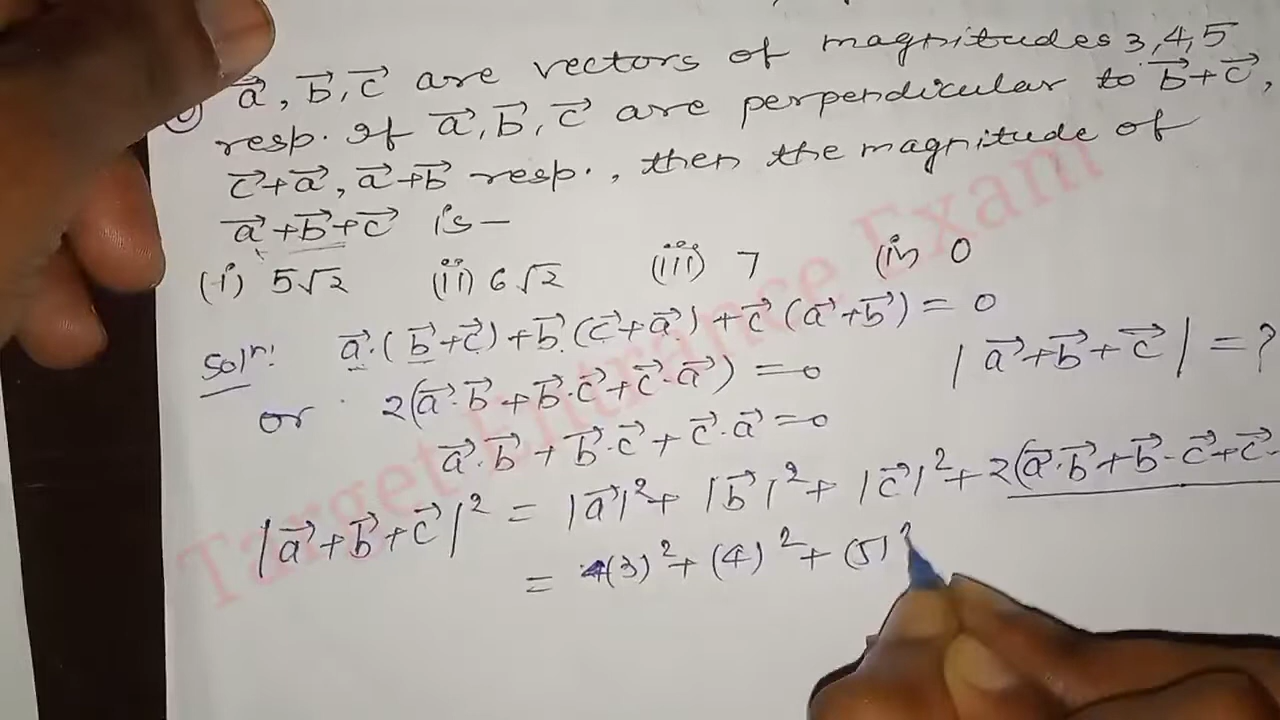 a⃗, b⃗, c⃗ are vectors of magnitudes 3, 4, 5
resp. If a⃗, b⃗, c⃗ are perpendicular to b⃗+c⃗,
c⃗+a⃗, a⃗+b⃗ resp., then the magnitude of
a⃗+b⃗+c⃗ is —
(i) 5√2 (ii) 6√2 (iii) 7 (iv) 0
Solⁿ: a⃗·(b⃗+c⃗)+b⃗.(c⃗+a⃗)+c⃗(a⃗+b⃗)=0
|a⃗+b⃗+c⃗|=?
or 2(a⃗·b⃗+b⃗·c⃗+c⃗·a⃗)=0
a⃗.b⃗+b⃗.c⃗+c⃗.a⃗=0
|a⃗+b⃗+c⃗|² = |a⃗|²+|b⃗|²+|c⃗|²+2(a⃗·b⃗+b⃗·c⃗+c⃗·
= (3)²+(4)²+(5)²
Target Entrance Exam